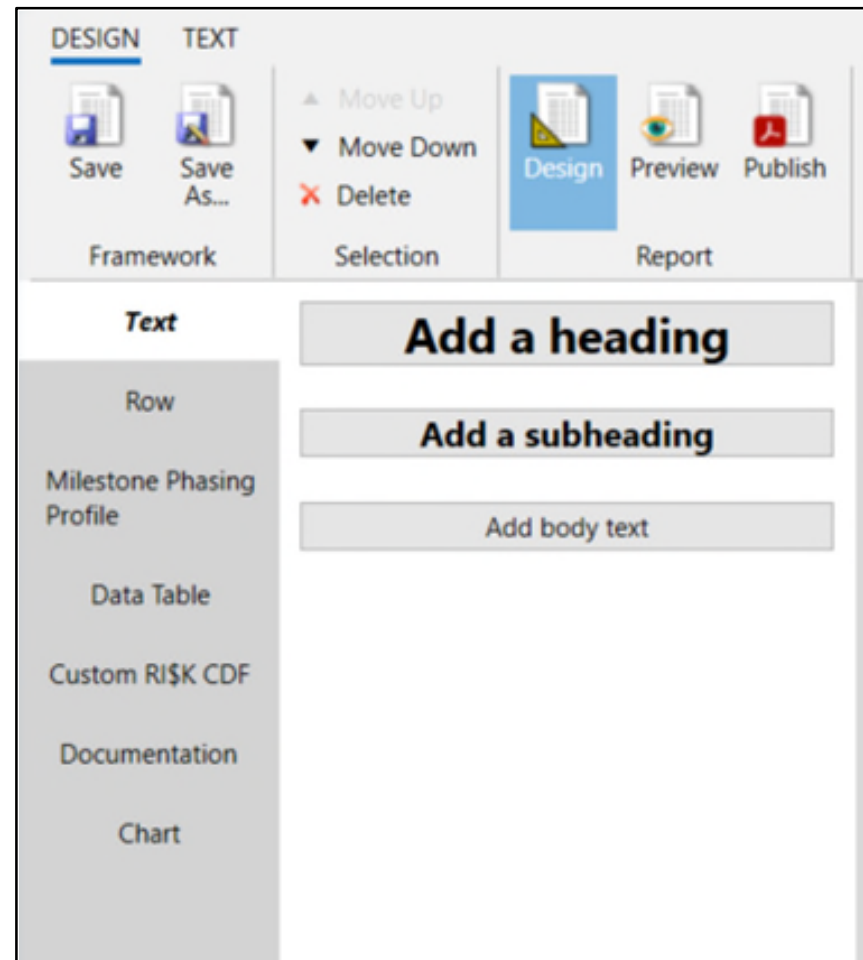 DESIGN TEXT
Save
Save
As...
Move Up
Move Down
Delete
Design
Preview
Publish
Framework
Selection
Report
Text
Row
Milestone Phasing
Profile
Data Table
Custom RI$K CDF
Documentation
Chart
Add a heading
Add a subheading
Add body text